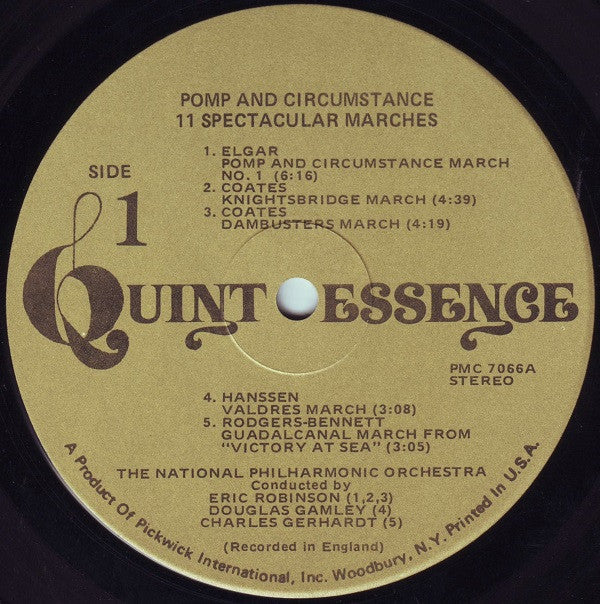 POMP AND CIRCUMSTANCE
11 SPECTACULAR MARCHES
SIDE
1
1. ELGAR
POMP AND CIRCUMSTANCE MARCH
NO. 1 (6:16)
2. COATES
KNIGHTSBRIDGE MARCH (4:39)
3. COATES
DAMBUSTERS MARCH (4:19)
QUINTESSENCE
PMC 7066A
STEREO
4. HANSSEN
VALDRES MARCH (3:08)
5. RODGERS-BENNETT
GUADALCANAL MARCH FROM
"VICTORY AT SEA" (3:05)
THE NATIONAL PHILHARMONIC ORCHESTRA
Conducted by
ERIC ROBINSON (1,2,3)
DOUGLAS GAMLEY (4)
CHARLES GERHARDT (5)
(Recorded in England)
A Product Of Pickwick International, Inc. Woodbury, N.Y. Printed In U.S.A.